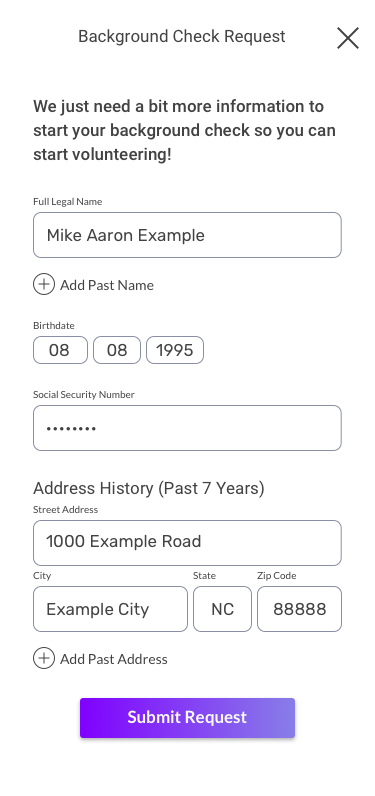 Background Check Request
We just need a bit more information to
start your background check so you can
start volunteering!
Full Legal Name
Mike Aaron Example
Add Past Name
Birthdate
08 08 1995
Social Security Number
••••••••
Address History (Past 7 Years)
Street Address
1000 Example Road
City State Zip Code
Example City NC 88888
Add Past Address
Submit Request